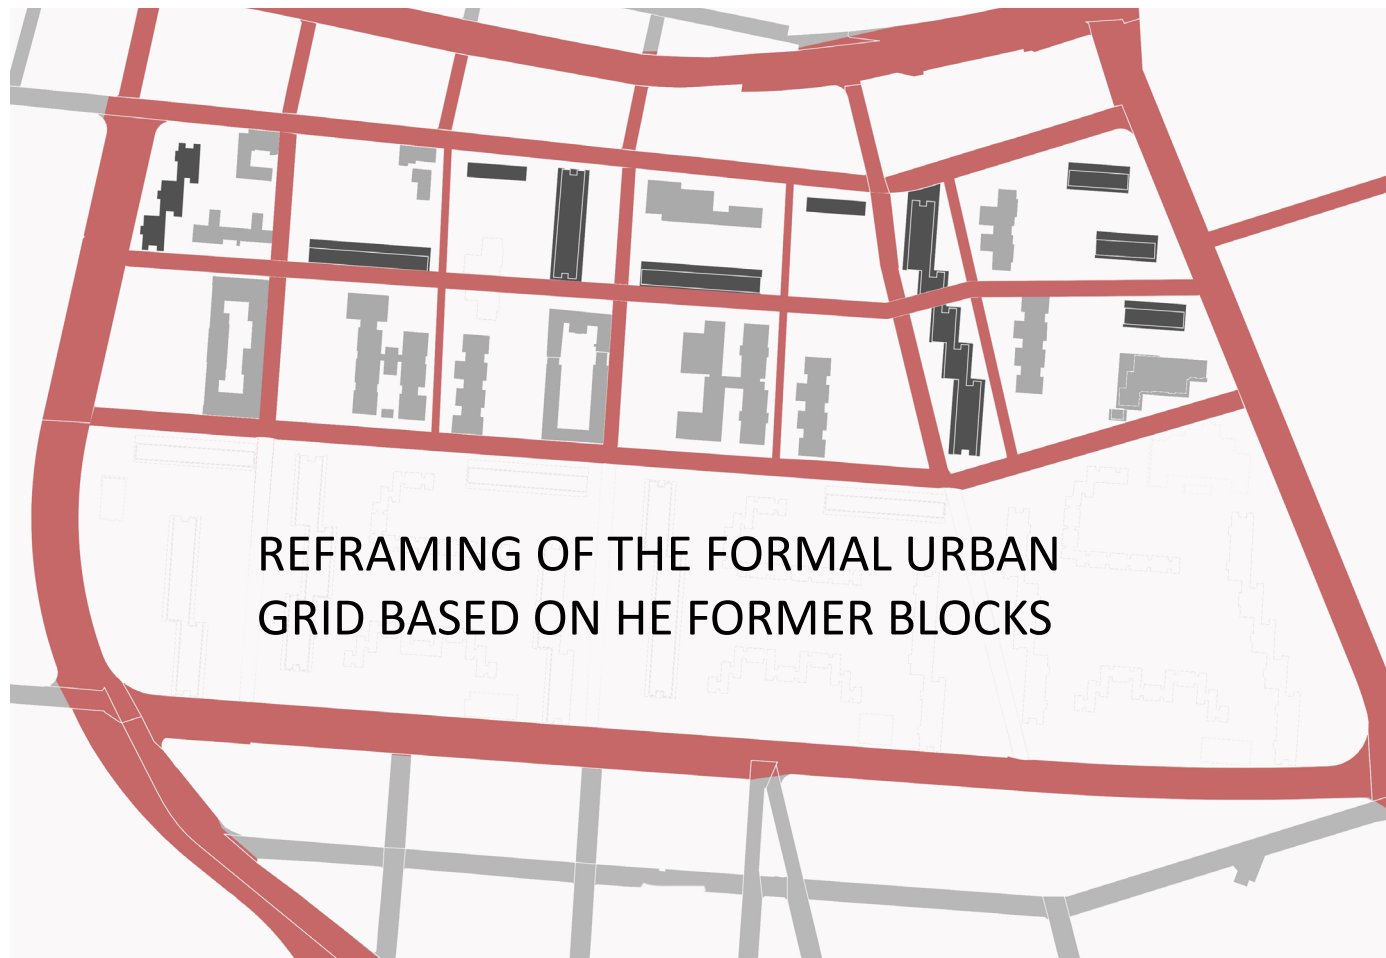 REFRAMING OF THE FORMAL URBAN
GRID BASED ON HE FORMER BLOCKS